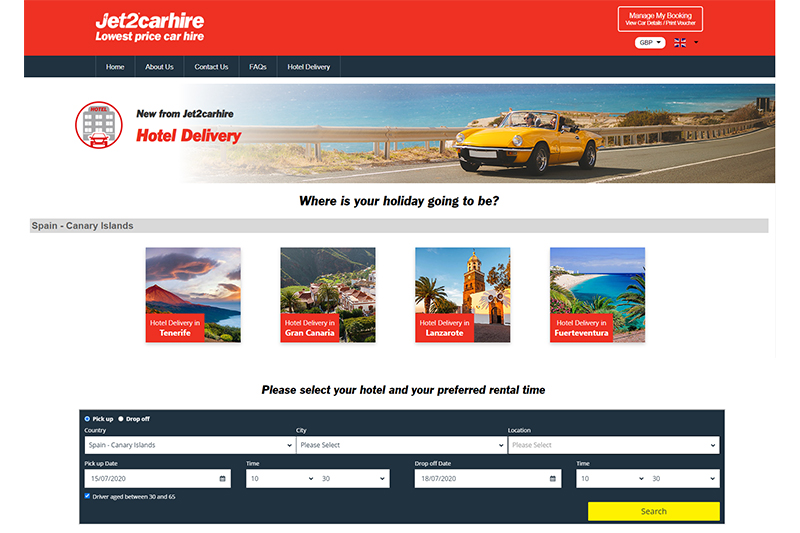 Jet2carhire
Lowest price car hire
Manage My Booking
View Car Details / Print Voucher
GBP
Home
About Us
Contact Us
FAQs
Hotel Delivery
HOTEL
New from Jet2carhire
Hotel Delivery
Where is your holiday going to be?
Spain - Canary Islands
Hotel Delivery in
Tenerife
Hotel Delivery in
Gran Canaria
Hotel Delivery in
Lanzarote
Hotel Delivery in
Fuerteventura
Please select your hotel and your preferred rental time
Pick up
Drop off
Country
City
Location
Spain - Canary Islands
Please Select
Please Select
Pick up Date
Time
Drop off Date
Time
15/07/2020
10
30
18/07/2020
10
30
Driver aged between 30 and 65
Search